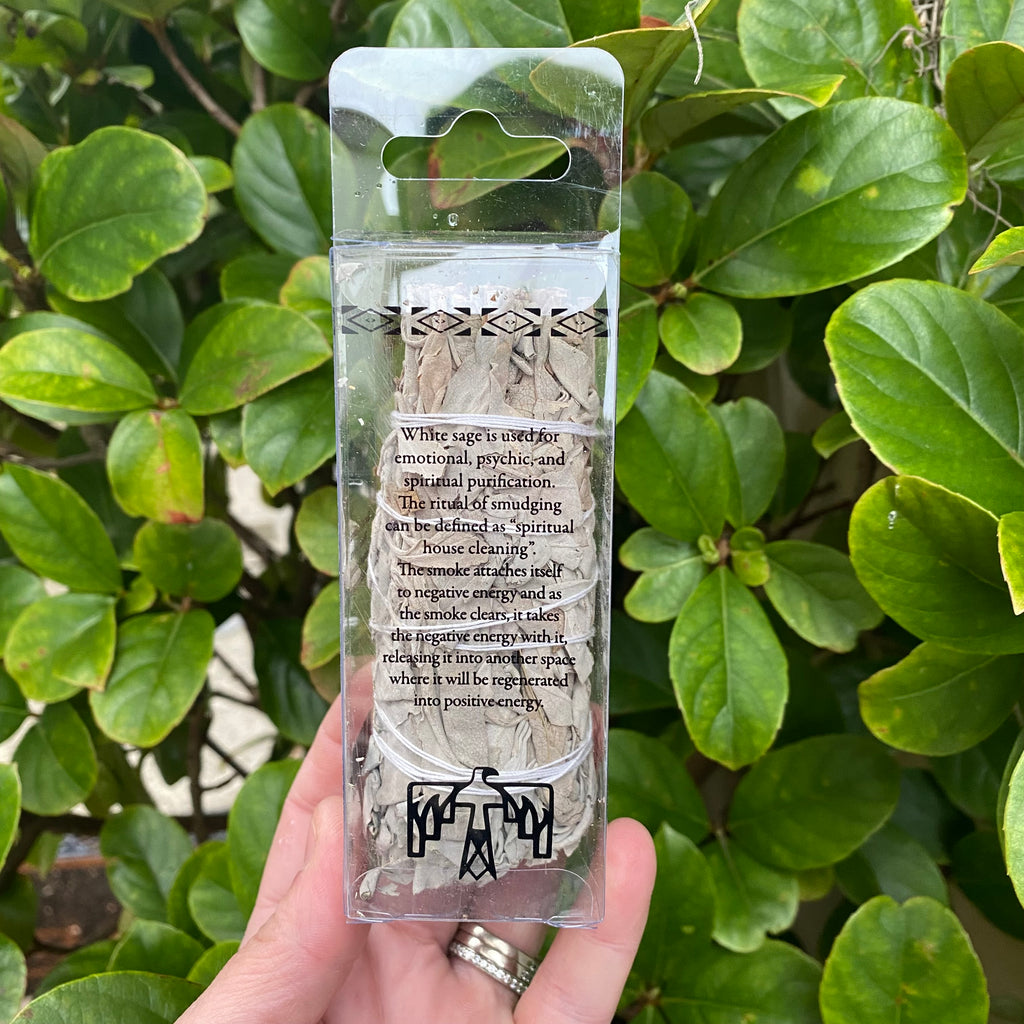 White sage is used for
emotional, psychic, and
spiritual purification.
The ritual of smudging
can be defined as “spiritual
house cleaning”.
The smoke attaches itself
to negative energy and as
the smoke clears, it takes
the negative energy with it,
releasing it into another space
where it will be regenerated
into positive energy.